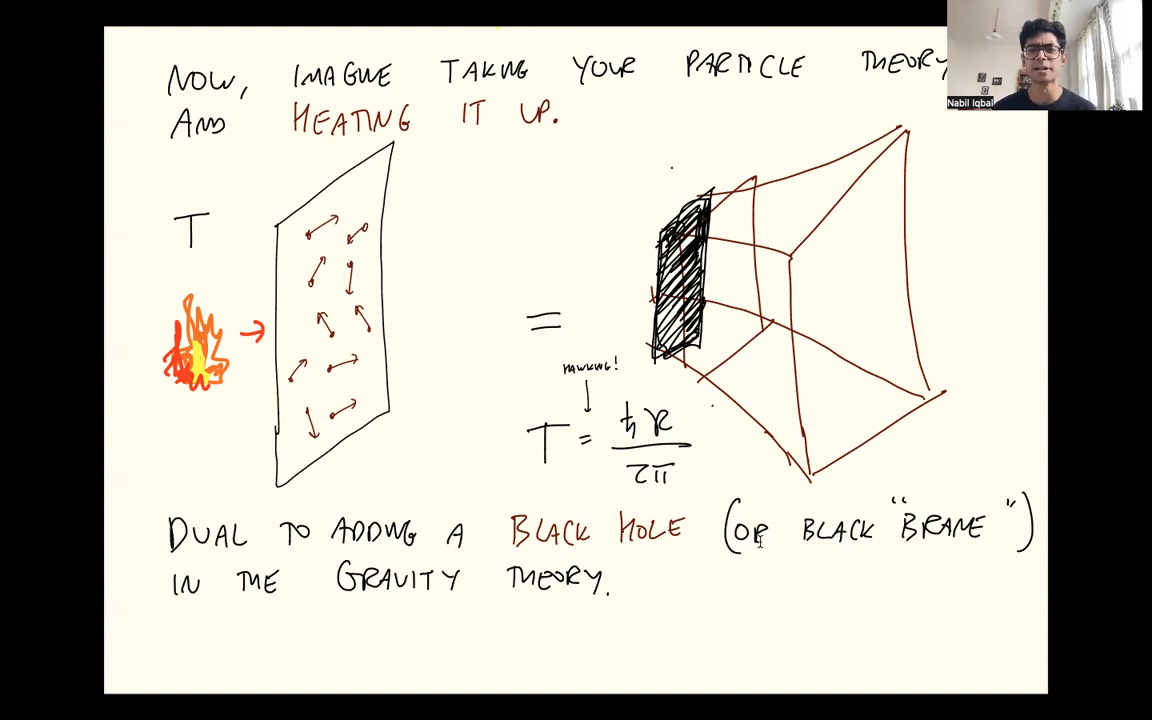 NOW, IMAGINE TAKING YOUR PARTICLE THEORY
AND HEATING IT UP.
Nabil Iqbal
T
=
HAWKING!
T = ħκ / 2π
DUAL TO ADDING A BLACK HOLE (OR BLACK "BRANE")
IN THE GRAVITY THEORY.